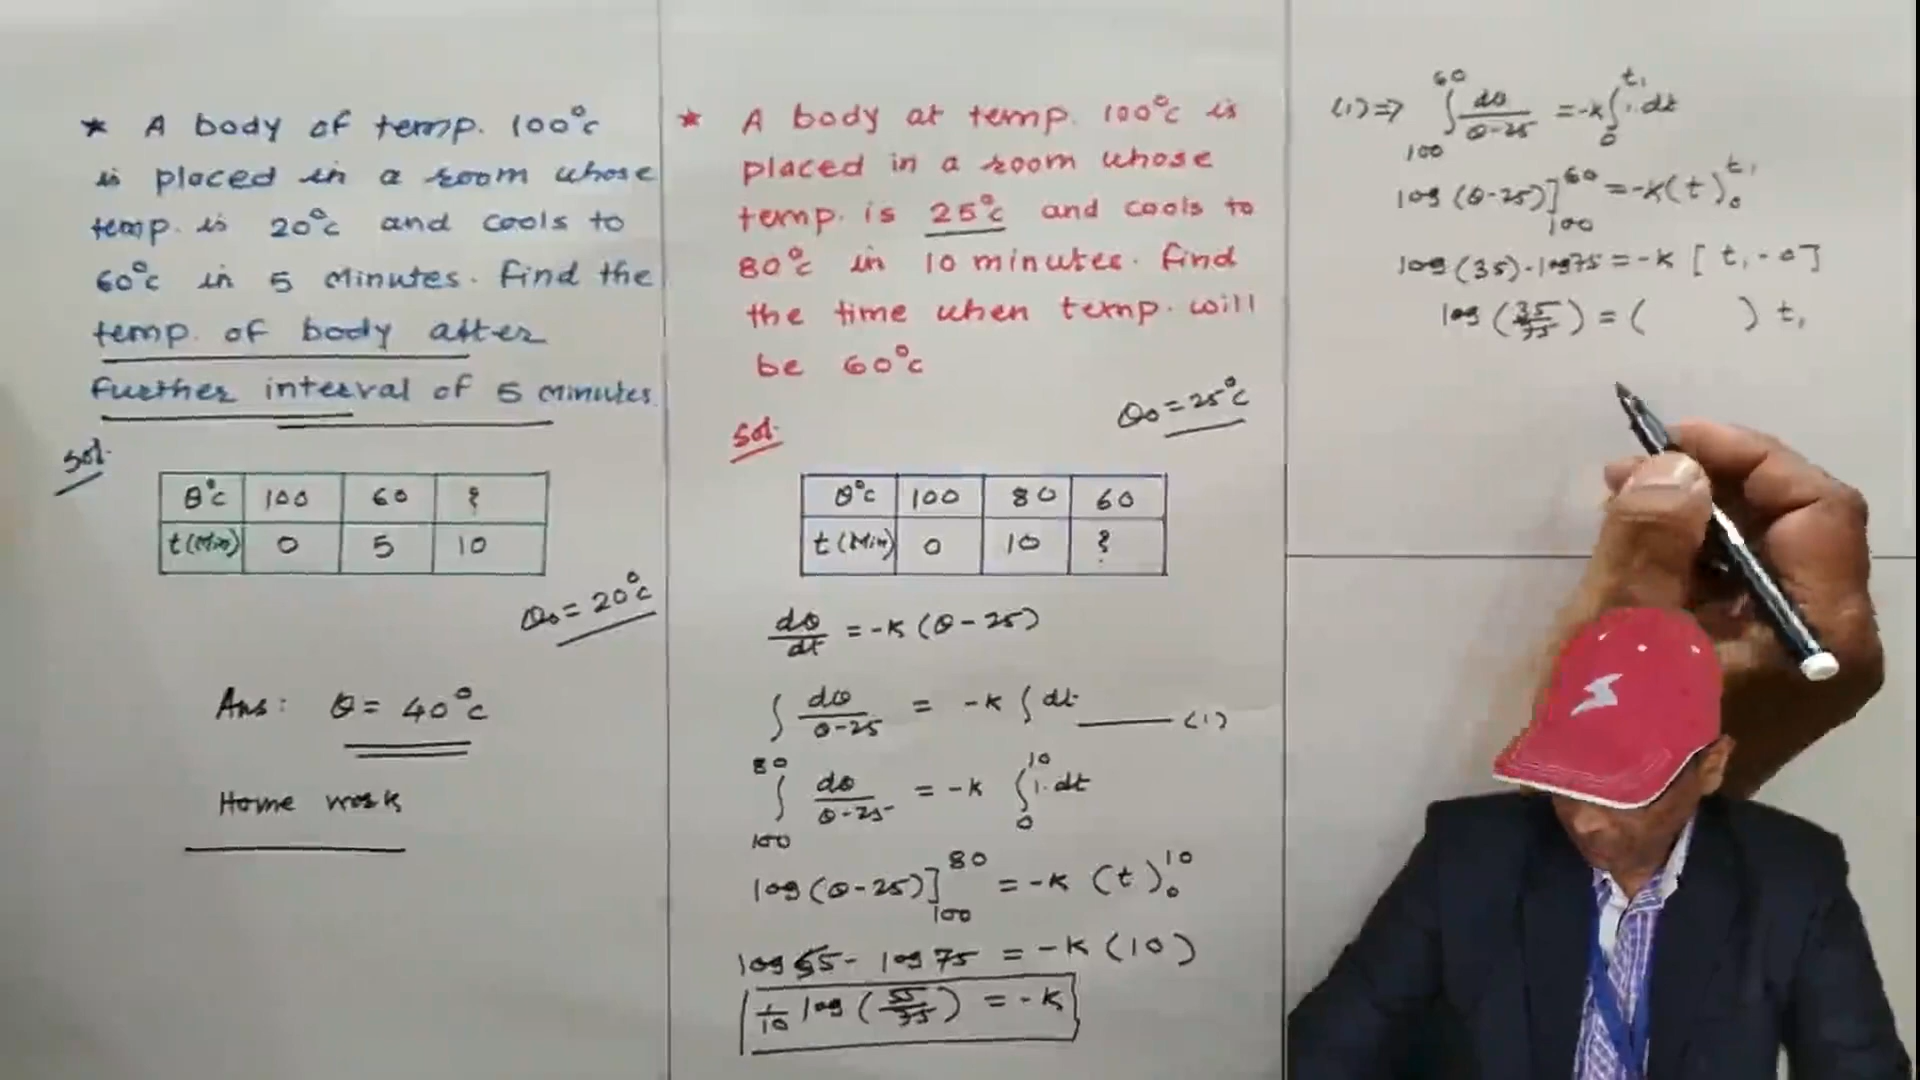 * A body of temp. 100°c
is placed in a room whose
temp. is 20°c and cools to
60°c in 5 Minutes. Find the
temp. of body after
further interval of 5 minutes.
Sol.
θ°c 100 60 ?
t(Min) 0 5 10
θ₀ = 20°c
Ans: θ = 40°c
Home work
* A body at temp. 100°c is
placed in a room whose
temp. is 25°c and cools to
80°c in 10 minutes. Find
the time when temp. will
be 60°c
θ₀ = 25°c
Sol.
θ°c 100 80 60
t(Min) 0 10 ?
dθ/dt = -k (θ - 25)
∫ dθ/θ-25 = -k ∫ dt (1)
∫₁₀₀⁸⁰ dθ/θ-25 = -k ∫₀¹⁰ 1.dt
log(θ-25)]₁₀₀⁸⁰ = -k (t)₀¹⁰
log 55 - log 75 = -k (10)
1/10 log (55/75) = -k
(1) ⇒ ∫₁₀₀⁶⁰ dθ/θ-25 = -k ∫₀^t₁ 1.dt
log (θ-25)]₁₀₀⁶⁰ = -k (t)₀^t₁
log (35) - log 75 = -k [t₁ - 0]
log (35/75) = ( ) t₁